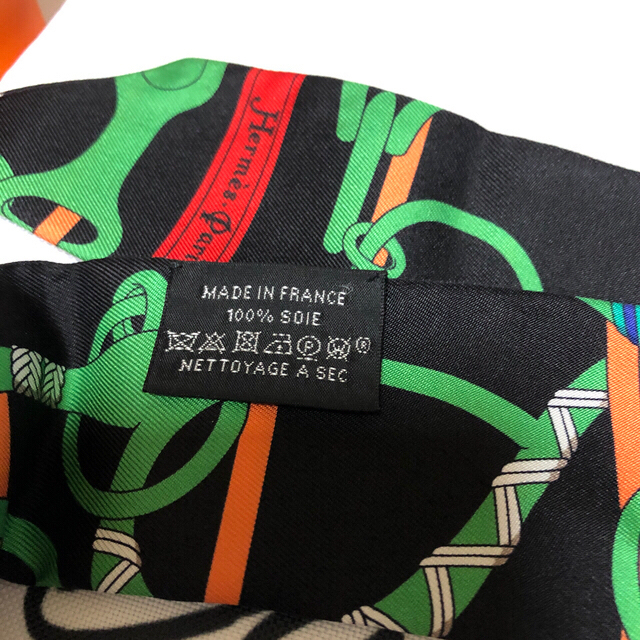 Hermès-Paris
MADE IN FRANCE
100% SOIE
NETTOYAGE A SEC